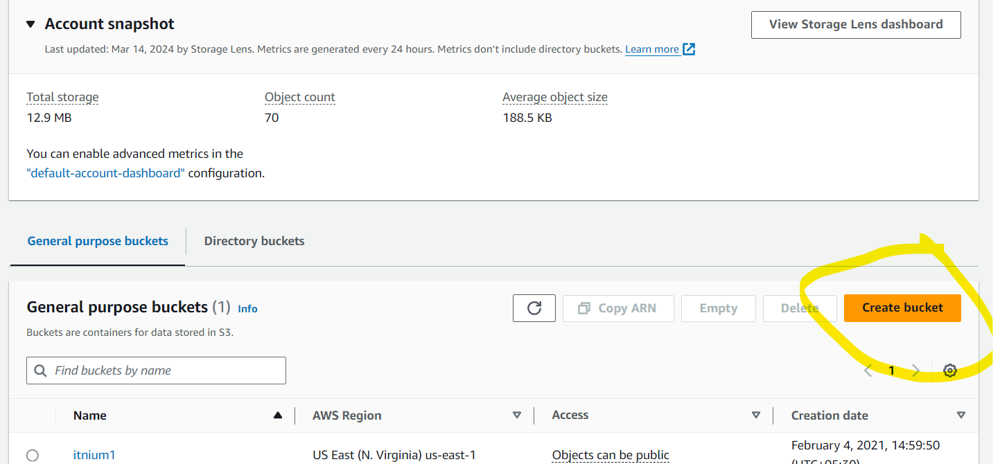 Account snapshot
View Storage Lens dashboard
Last updated: Mar 14, 2024 by Storage Lens. Metrics are generated every 24 hours. Metrics don’t include directory buckets. Learn more
Total storage
Object count
Average object size
12.9 MB
70
188.5 KB
You can enable advanced metrics in the
"default-account-dashboard" configuration.
General purpose buckets
Directory buckets
General purpose buckets (1) Info
Copy ARN
Empty
Delete
Create bucket
Buckets are containers for data stored in S3.
Find buckets by name
1
Name
AWS Region
Access
Creation date
itnium1
US East (N. Virginia) us-east-1
Objects can be public
February 4, 2021, 14:59:50
(UTC+05:30)